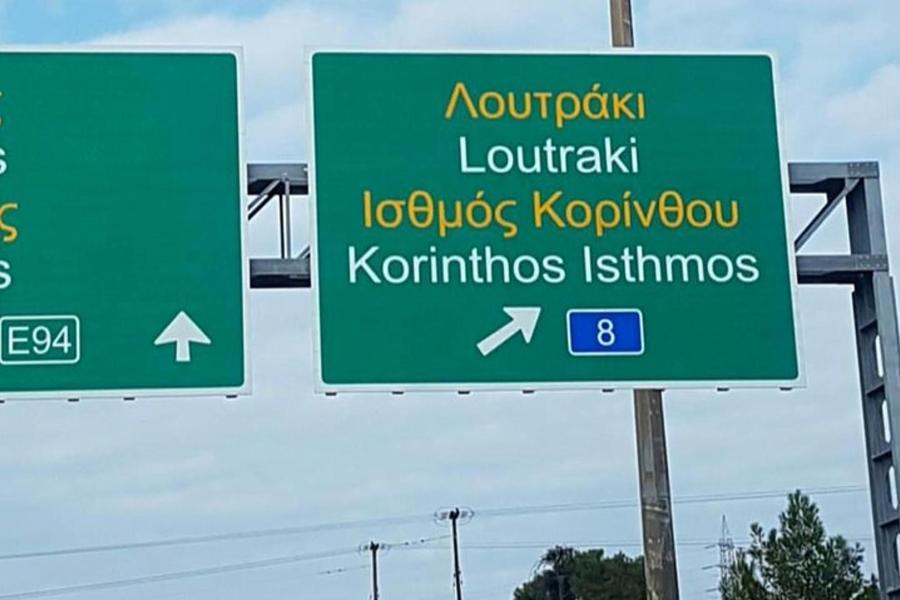 E94
Λουτράκι
Loutraki
Ισθμός Κορίνθου
Korinthos Isthmos
8